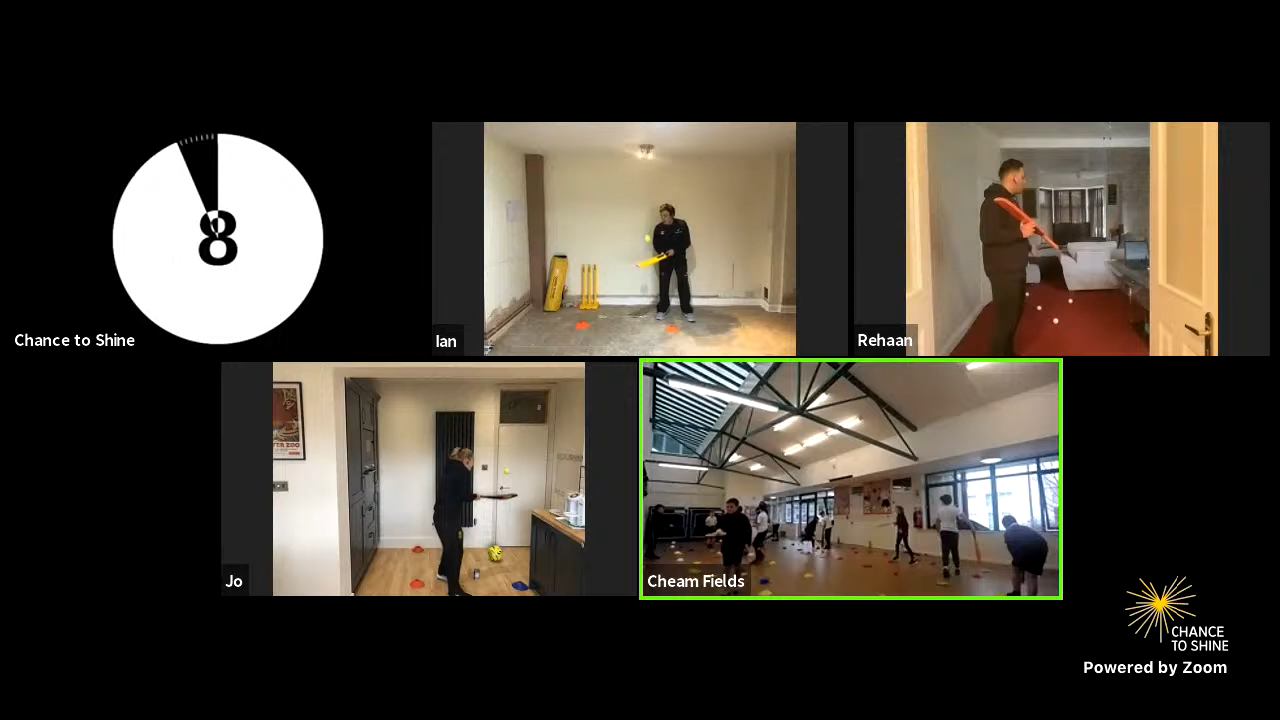 8
Chance to Shine
Ian
Rehaan
Jo
Cheam Fields
CHANCE
TO SHINE
Powered by Zoom